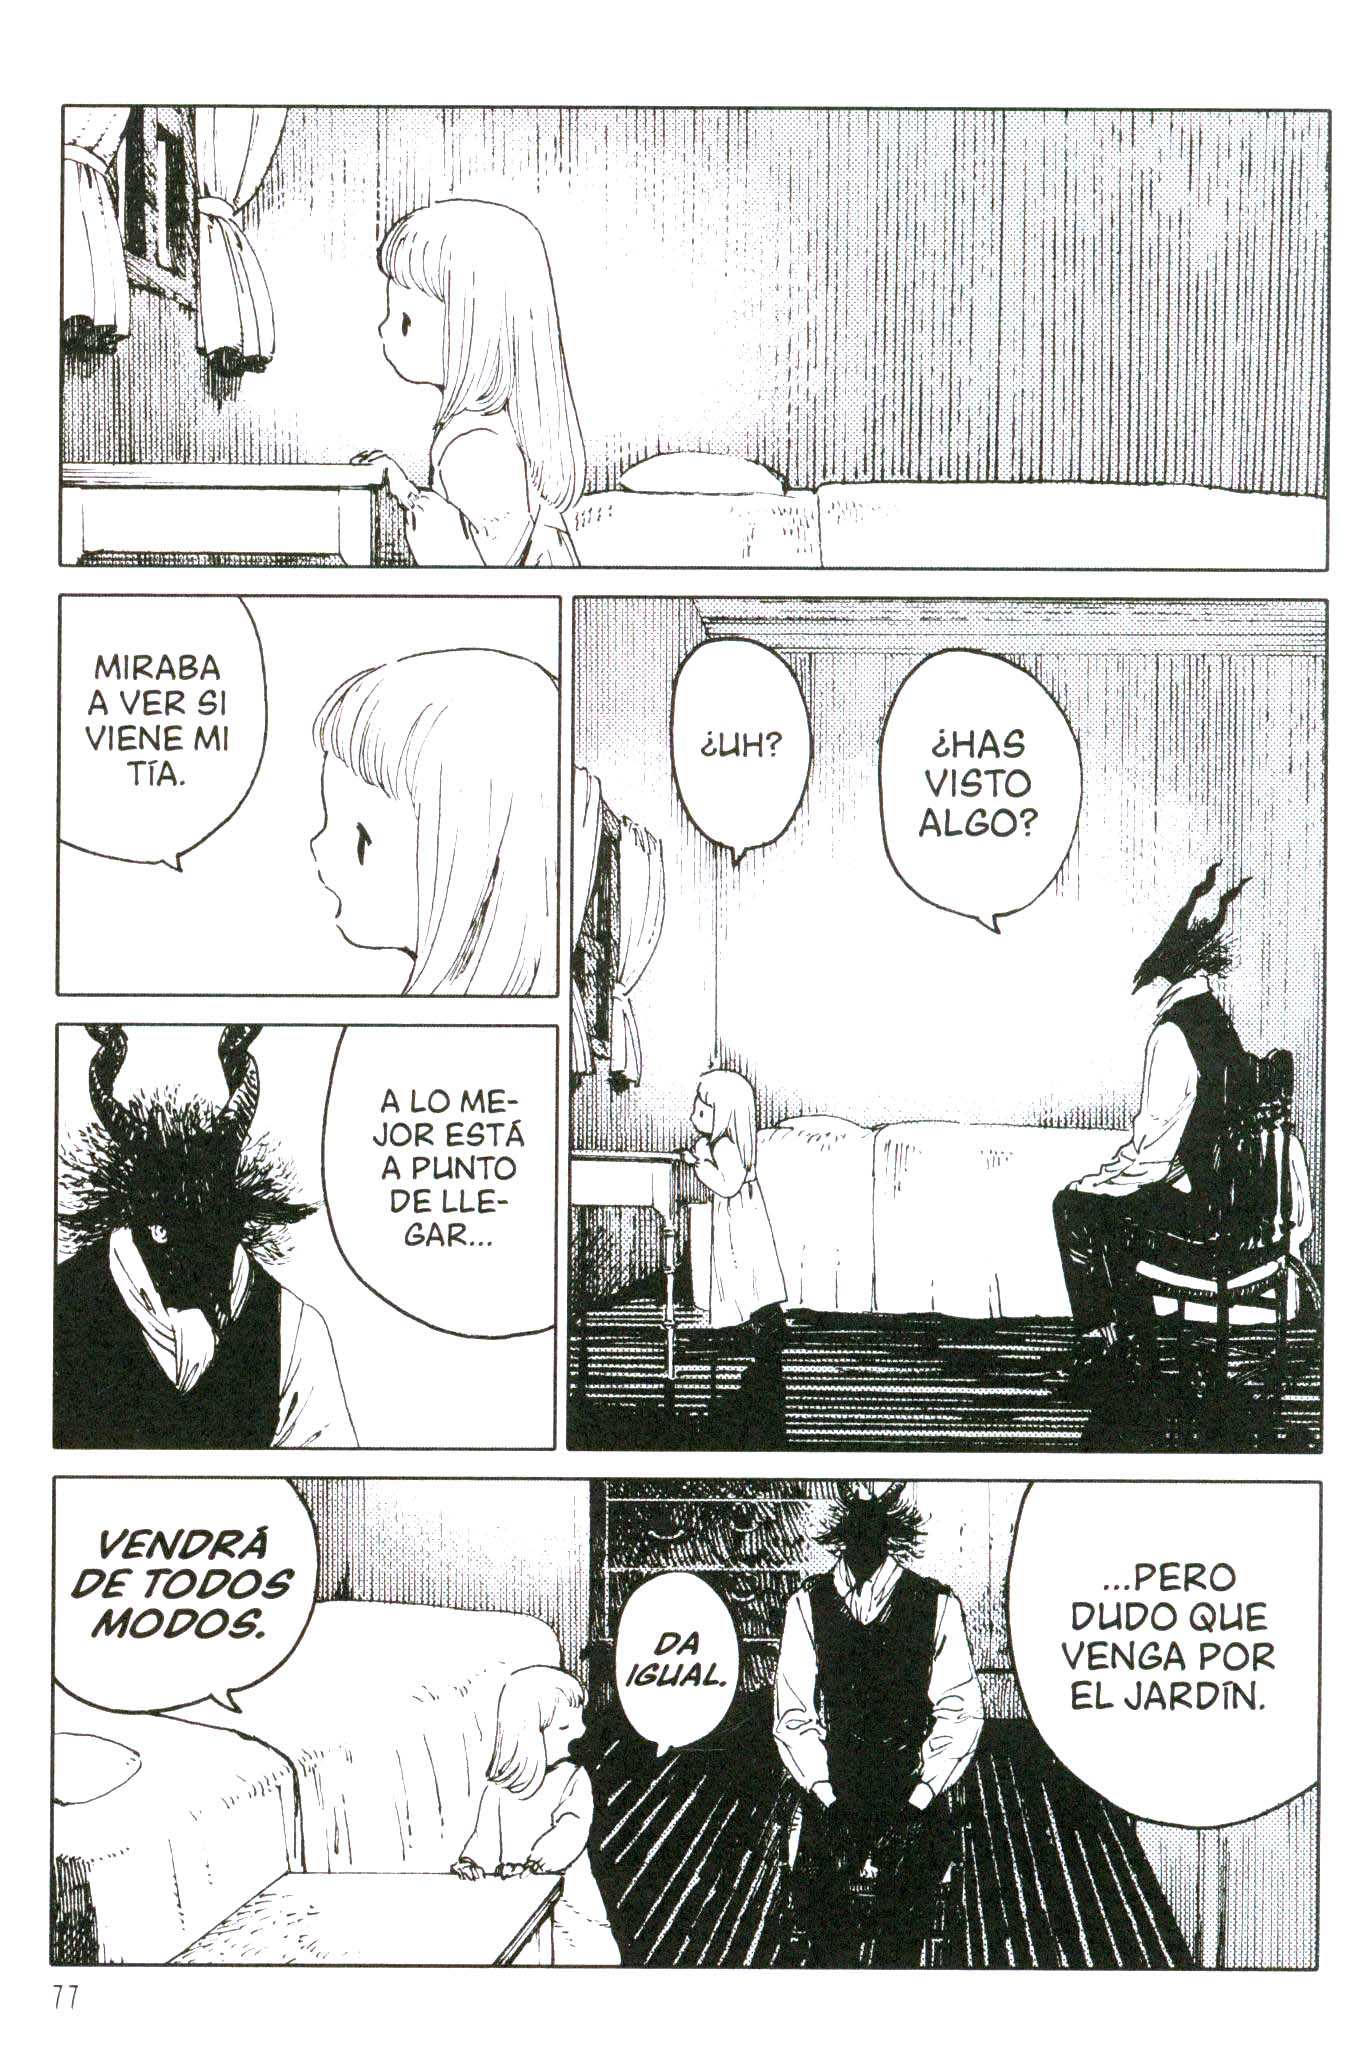 ¿HAS
VISTO
ALGO?
¿UH?
MIRABA
A VER SI
VIENE MI
TÍA.
A LO ME-
JOR ESTÁ
A PUNTO
DE LLE-
GAR...
...PERO
DUDO QUE
VENGA POR
EL JARDÍN.
DA
IGUAL.
VENDRÁ
DE TODOS
MODOS.
77